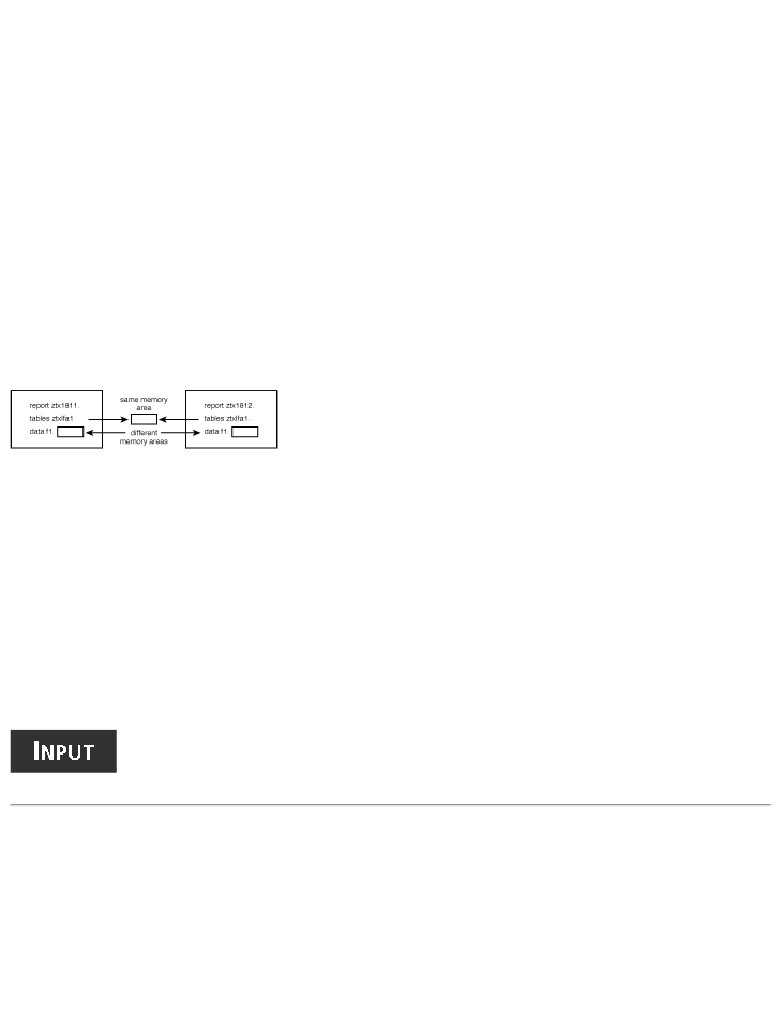 report ztx1811.
tables ztxlfa1
data f1.
same memory
area
different
memory areas
report ztx1812.
tables ztxlfa1.
data f1.
INPUT